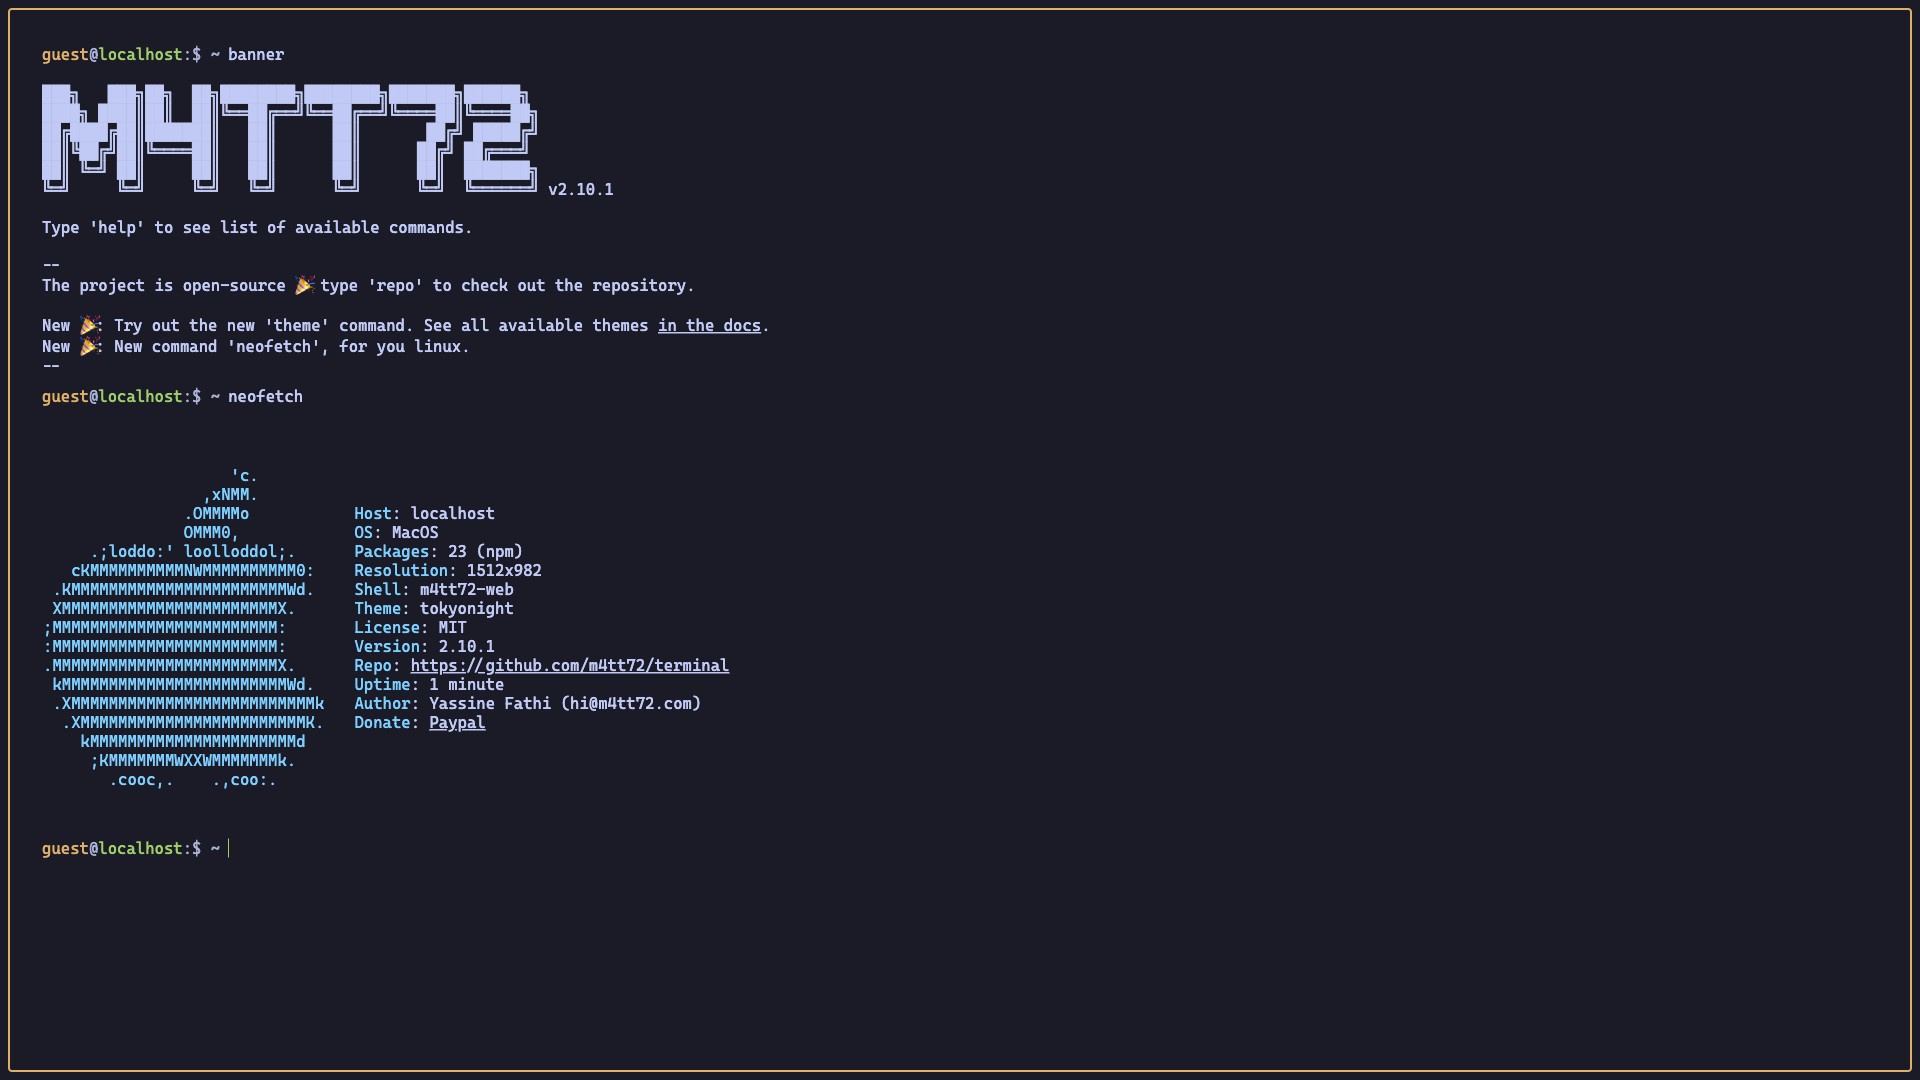 guest@localhost:$ ~ banner
M4TT72 v2.10.1
Type 'help' to see list of available commands.
--
The project is open-source 🎉 type 'repo' to check out the repository.
New 🎉: Try out the new 'theme' command. See all available themes in the docs.
New 🎉: New command 'neofetch', for you linux.
--
guest@localhost:$ ~ neofetch
'c.
,xNMM.
.OMMMMo Host: localhost
OMMM0, OS: MacOS
.;loddo:' loolloddol;. Packages: 23 (npm)
cKMMMMMMMMMMNWMMMMMMMMMM0: Resolution: 1512x982
.KMMMMMMMMMMMMMMMMMMMMMMMWd. Shell: m4tt72-web
XMMMMMMMMMMMMMMMMMMMMMMMX. Theme: tokyonight
;MMMMMMMMMMMMMMMMMMMMMMMM: License: MIT
:MMMMMMMMMMMMMMMMMMMMMMMM: Version: 2.10.1
.MMMMMMMMMMMMMMMMMMMMMMMMX. Repo: https://github.com/m4tt72/terminal
kMMMMMMMMMMMMMMMMMMMMMMMMWd. Uptime: 1 minute
.XMMMMMMMMMMMMMMMMMMMMMMMMMMk Author: Yassine Fathi (hi@m4tt72.com)
.XMMMMMMMMMMMMMMMMMMMMMMMMK. Donate: Paypal
kMMMMMMMMMMMMMMMMMMMMMMd
;KMMMMMMMWXXWMMMMMMMk.
.cooc,. .,coo:.
guest@localhost:$ ~